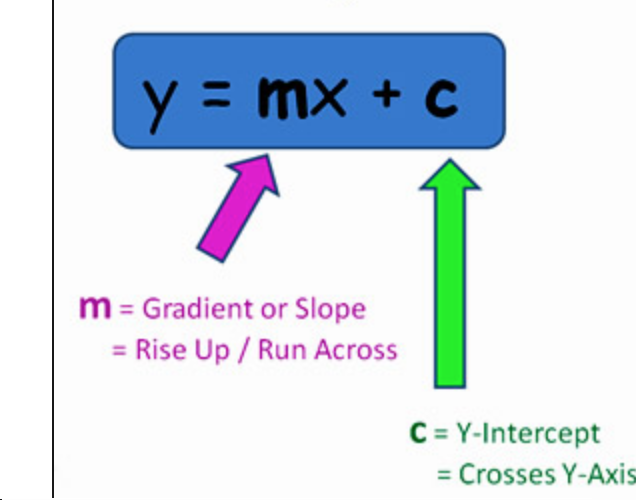 y = mx + c
m = Gradient or Slope
= Rise Up / Run Across
c = Y-Intercept
= Crosses Y-Axis